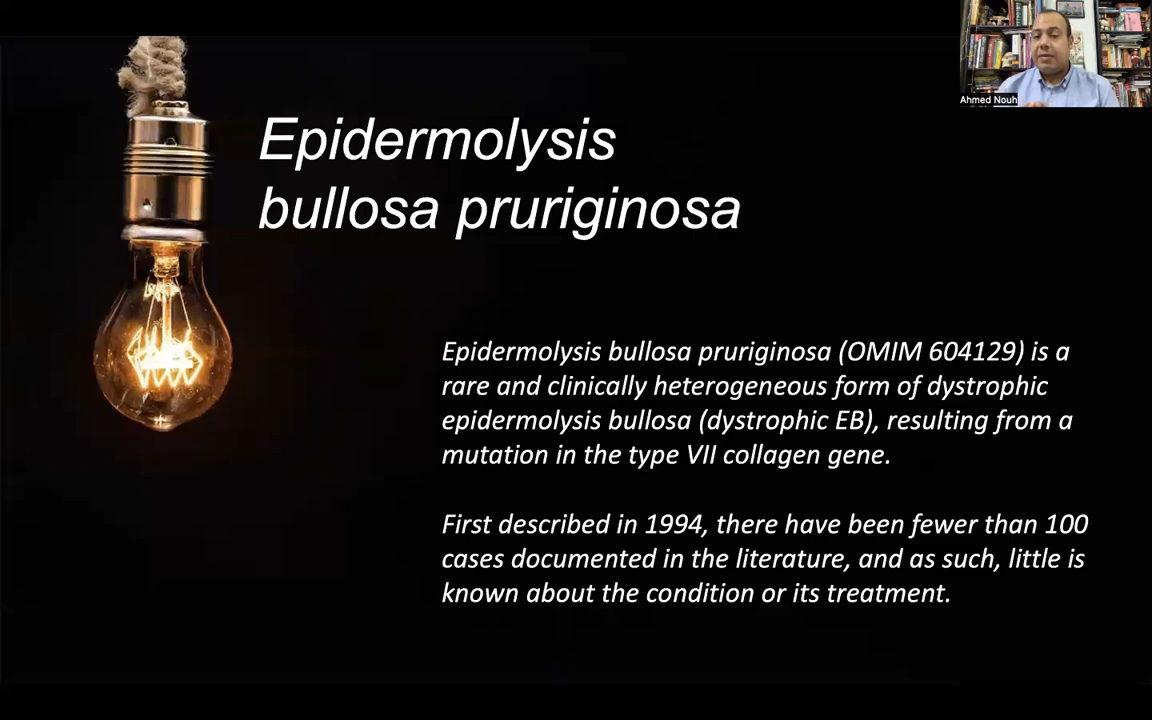 Ahmed Nouh
Epidermolysis
bullosa pruriginosa
Epidermolysis bullosa pruriginosa (OMIM 604129) is a
rare and clinically heterogeneous form of dystrophic
epidermolysis bullosa (dystrophic EB), resulting from a
mutation in the type VII collagen gene.
First described in 1994, there have been fewer than 100
cases documented in the literature, and as such, little is
known about the condition or its treatment.